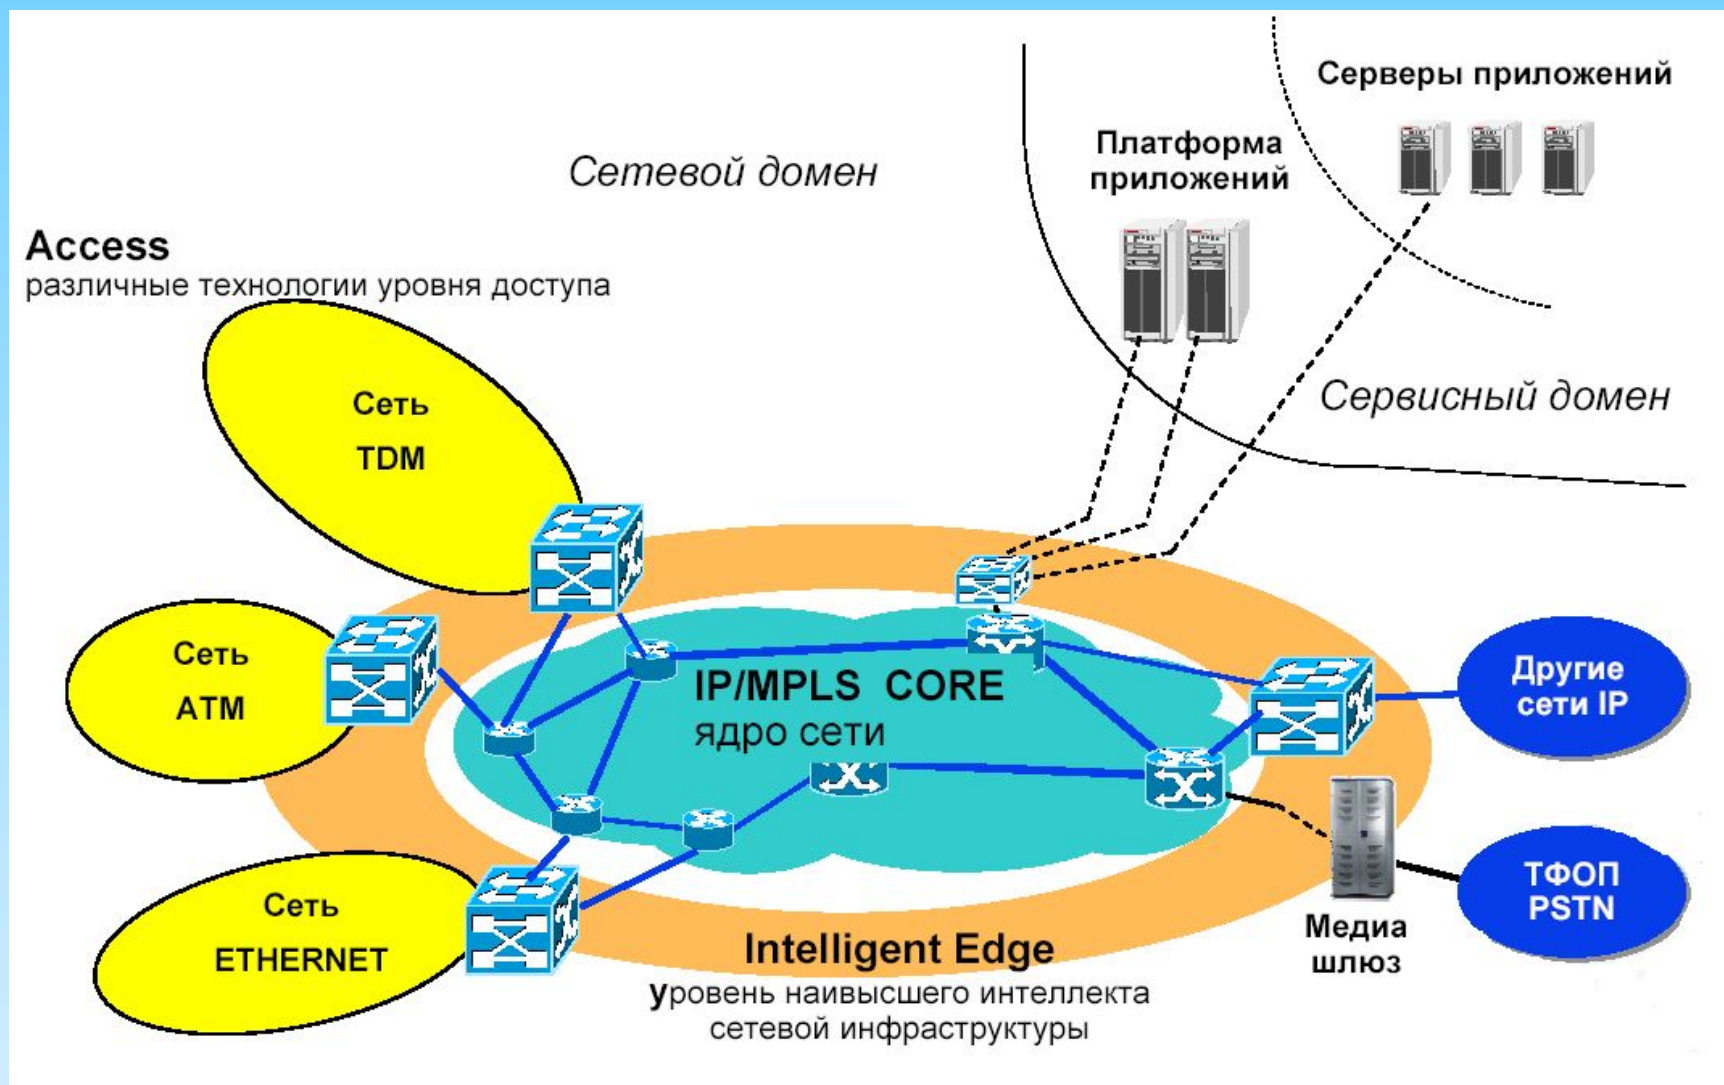 Серверы приложений
Платформа
приложений
Сетевой домен
Access
различные технологии уровня доступа
Сервисный домен
Сеть
TDM
Сеть
ATM
IP/MPLS CORE
ядро сети
Другие
сети IP
Сеть
ETHERNET
ТФОП
PSTN
Медиа
шлюз
Intelligent Edge
уровень наивысшего интеллекта
сетевой инфраструктуры